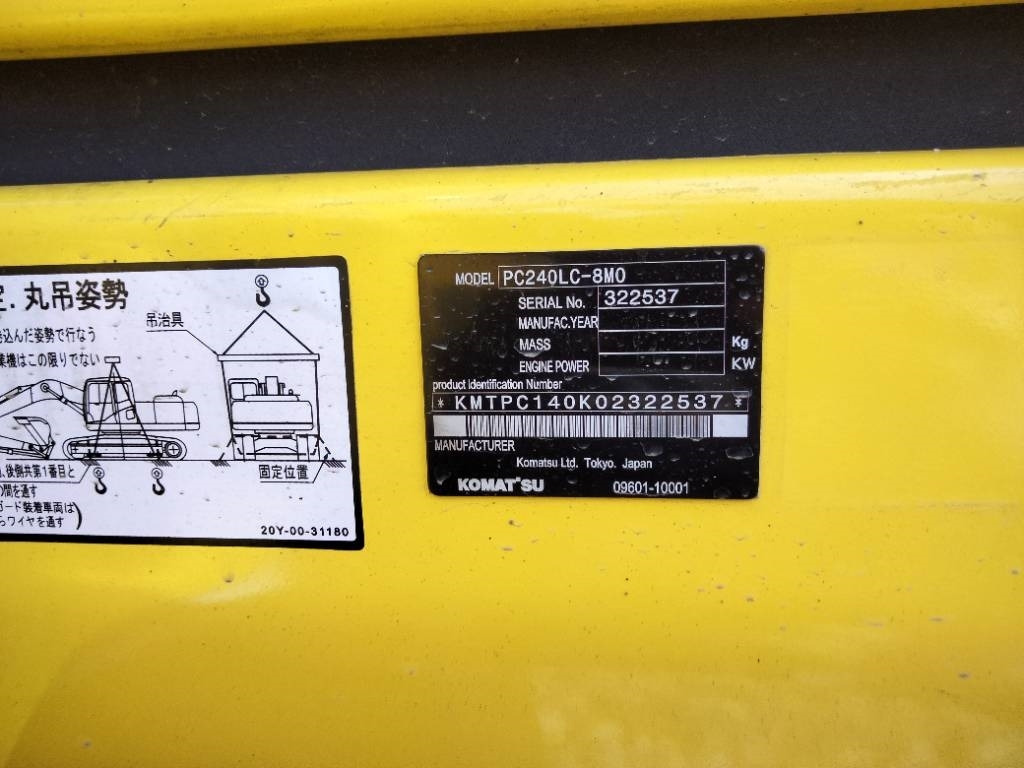 . 丸吊姿勢
込んだ姿勢で行なう
業機はこの限りでない
吊治具
後側共第1番目と
の間を通す
ード装着車両は
らワイヤを通す)
固定位置
20Y-00-31180
MODEL PC240LC-8M0
SERIAL No. 322537
MANUFAC.YEAR
MASS Kg
ENGINE POWER KW
product identification Number
*KMTPC140K02322537*
MANUFACTURER
Komatsu Ltd. Tokyo. Japan
KOMATSU 09601-10001